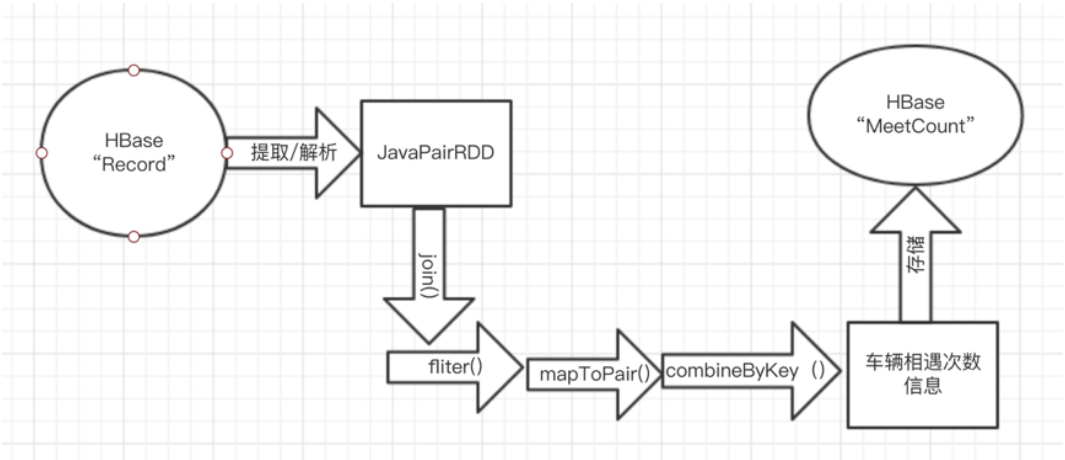 HBase
“Record”
提取/解析
JavaPairRDD
join()
fliter()
mapToPair()
combineByKey （）
车辆相遇次数
信息
存储
HBase
“MeetCount”